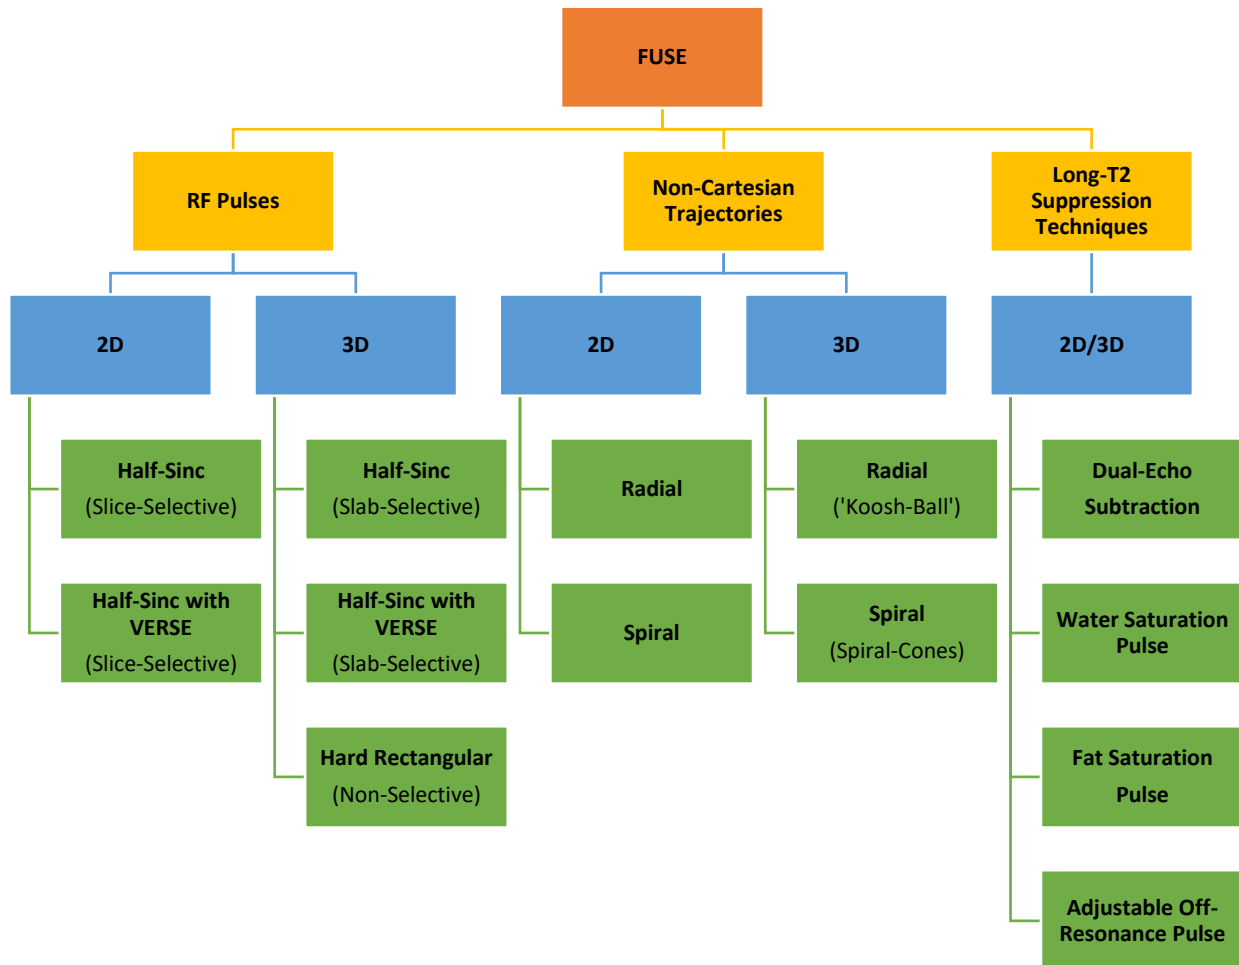 FUSE
RF Pulses
Non-Cartesian
Trajectories
Long-T2
Suppression
Techniques
2D
3D
2D
3D
2D/3D
Half-Sinc
(Slice-Selective)
Half-Sinc
(Slab-Selective)
Radial
Radial
('Koosh-Ball')
Dual-Echo
Subtraction
Half-Sinc with
VERSE
(Slice-Selective)
Half-Sinc with
VERSE
(Slab-Selective)
Spiral
Spiral
(Spiral-Cones)
Water Saturation
Pulse
Hard Rectangular
(Non-Selective)
Fat Saturation
Pulse
Adjustable Off-
Resonance Pulse